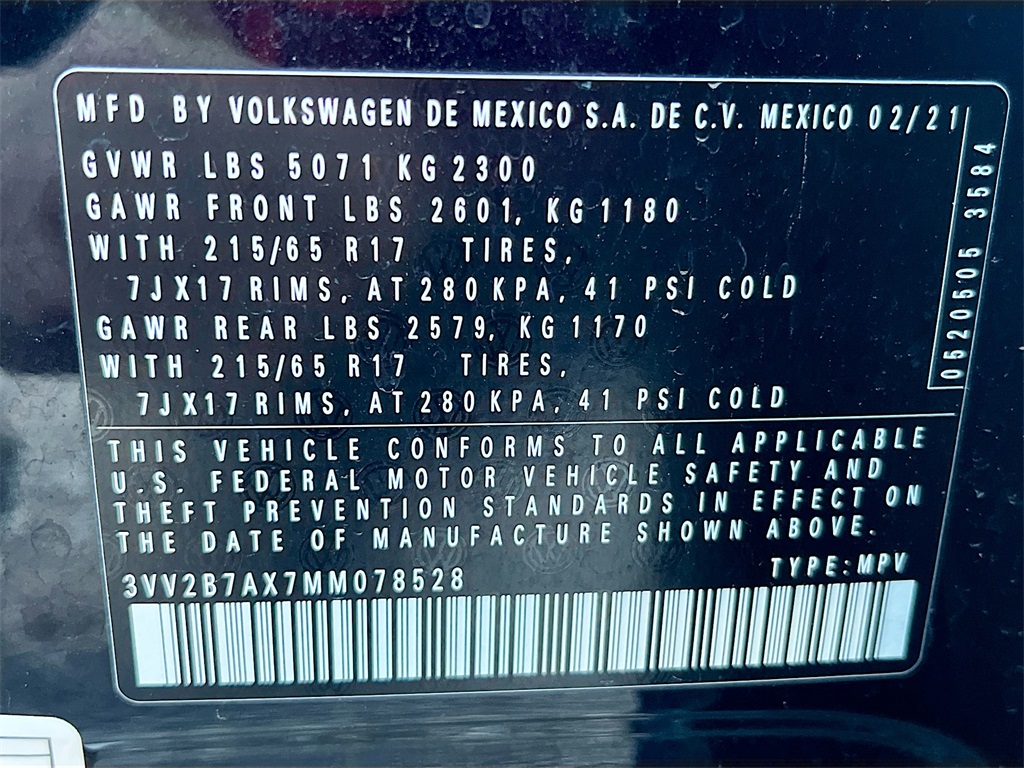 MFD BY VOLKSWAGEN DE MEXICO S.A. DE C.V. MEXICO 02/21
GVWR LBS 5071 KG 2300
GAWR FRONT LBS 2601, KG 1180
WITH 215/65 R17 TIRES,
7JX17 RIMS, AT 280 KPA, 41 PSI COLD
GAWR REAR LBS 2579, KG 1170
WITH 215/65 R17 TIRES,
7JX17 RIMS, AT 280 KPA, 41 PSI COLD
0520505 3584
THIS VEHICLE CONFORMS TO ALL APPLICABLE
U.S. FEDERAL MOTOR VEHICLE SAFETY AND
THEFT PREVENTION STANDARDS IN EFFECT ON
THE DATE OF MANUFACTURE SHOWN ABOVE.
3VV2B7AX7MM078528 TYPE:MPV